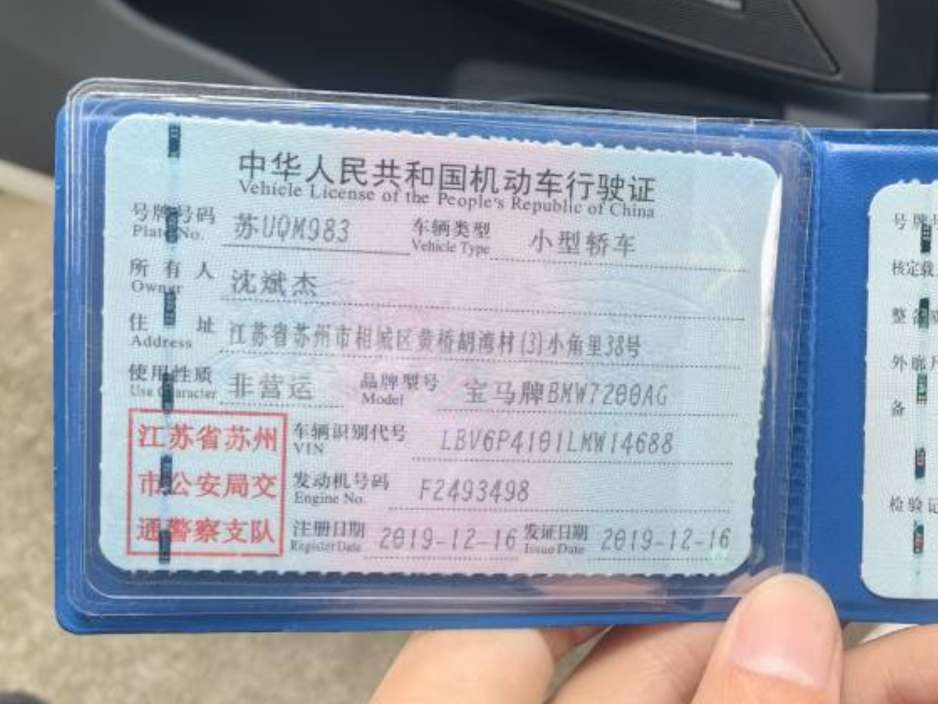 中华人民共和国机动车行驶证
Vehicle License of the People's Republic of China
号牌号码 苏UQM983 车辆类型 小型轿车
Plate No. Vehicle Type
所有人 沈斌杰
Owner
住址 江苏省苏州市相城区黄桥胡湾村(3)小角里38号
Address
使用性质 非营运 品牌型号 宝马牌BMW7200AG
Use Character Model
江苏省苏州
市公安局交
通警察支队
车辆识别代号 LBV6P4101LMW14688
VIN
发动机号码 F2493498
Engine No.
注册日期 2019-12-16 发证日期 2019-12-16
Register Date Issue Date
号牌
核定载
整
外廓尺
备
检验记